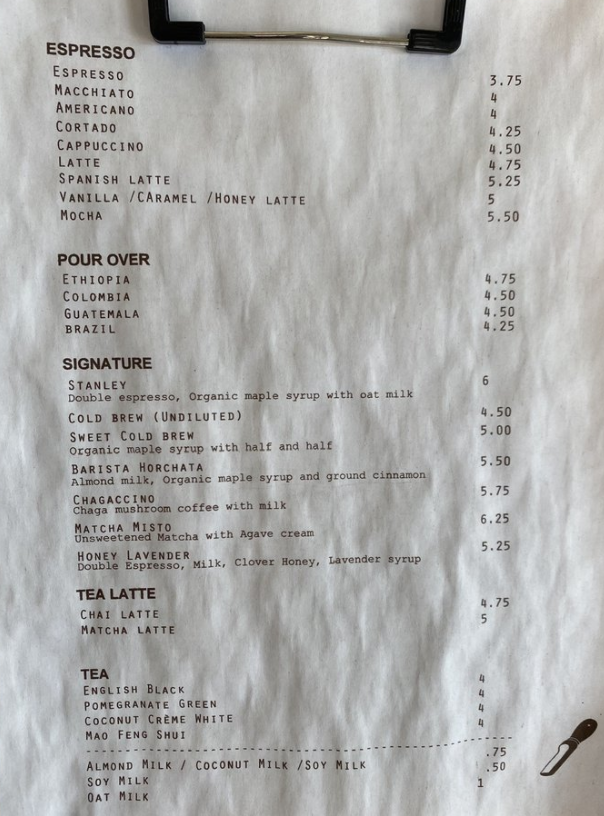 ESPRESSO
ESPRESSO 3.75
MACCHIATO 4
AMERICANO 4
CORTADO 4.25
CAPPUCCINO 4.50
LATTE 4.75
SPANISH LATTE 5.25
VANILLA /CARAMEL /HONEY LATTE 5
MOCHA 5.50
POUR OVER
ETHIOPIA 4.75
COLOMBIA 4.50
GUATEMALA 4.50
BRAZIL 4.25
SIGNATURE
STANLEY 6
Double espresso, Organic maple syrup with oat milk
COLD BREW (UNDILUTED) 4.50
SWEET COLD BREW 5.00
Organic maple syrup with half and half
BARISTA HORCHATA 5.50
Almond milk, Organic maple syrup and ground cinnamon
CHAGACCINO 5.75
Chaga mushroom coffee with milk
MATCHA MISTO 6.25
Unsweetened Matcha with Agave cream
HONEY LAVENDER 5.25
Double Espresso, Milk, Clover Honey, Lavender syrup
TEA LATTE
CHAI LATTE 4.75
MATCHA LATTE 5
TEA
ENGLISH BLACK 4
POMEGRANATE GREEN 4
COCONUT CRÈME WHITE 4
MAO FENG SHUI 4
ALMOND MILK / COCONUT MILK /SOY MILK .75
SOY MILK .50
OAT MILK 1